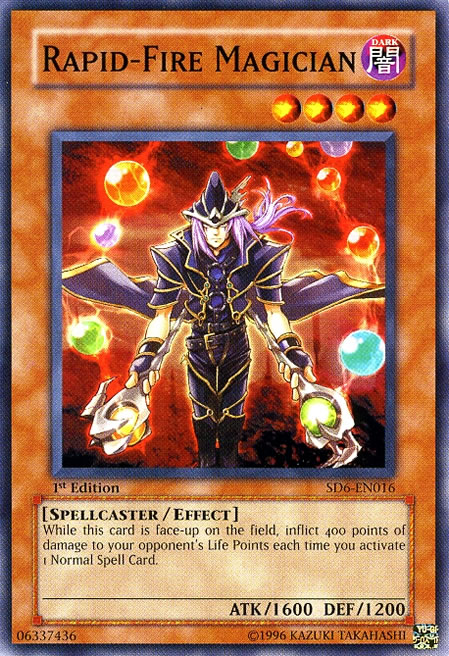 RAPID-FIRE MAGICIAN
DARK
闇
1st Edition
SD6-EN016
[SPELLCASTER / EFFECT]
While this card is face-up on the field, inflict 400 points of
damage to your opponent's Life Points each time you activate
1 Normal Spell Card.
ATK/1600 DEF/1200
06337436
©1996 KAZUKI TAKAHASHI